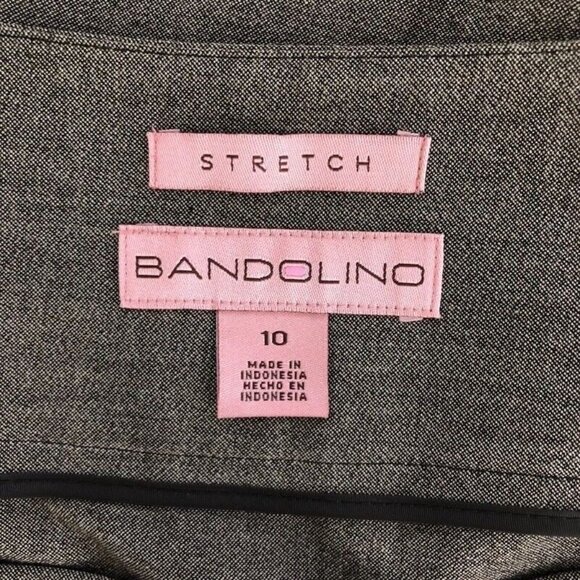 STRETCH
BANDOLINO
10
MADE IN
INDONESIA
HECHO EN
INDONESIA